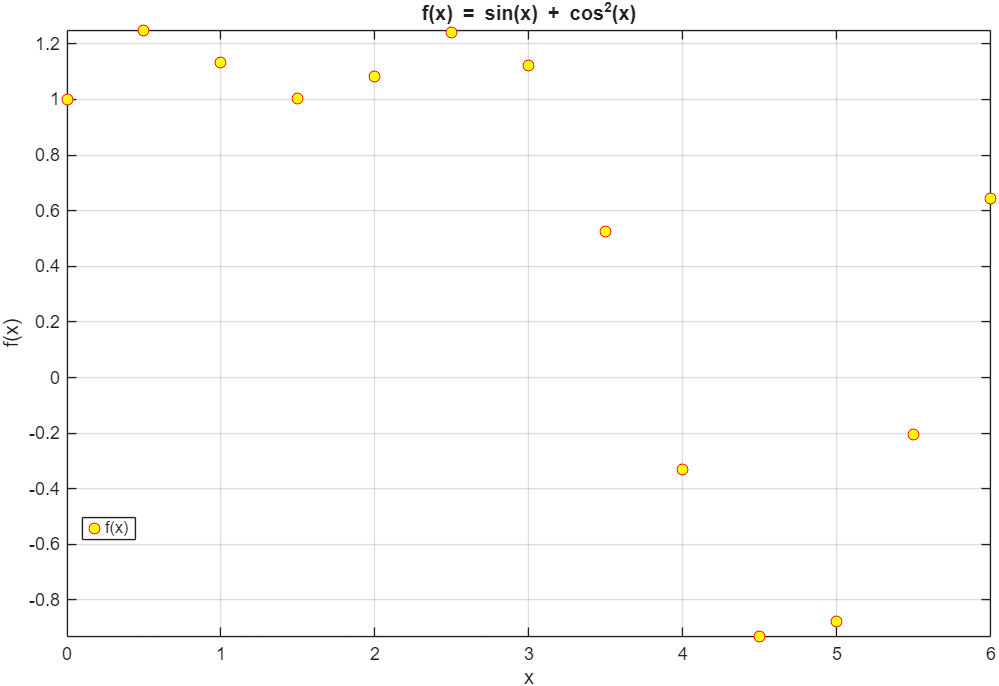 f(x) = sin(x) + cos²(x)
1.2
1
0.8
0.6
0.4
0.2
0
-0.2
-0.4
-0.6
-0.8
f(x)
f(x)
0 1 2 3 4 5 6
x